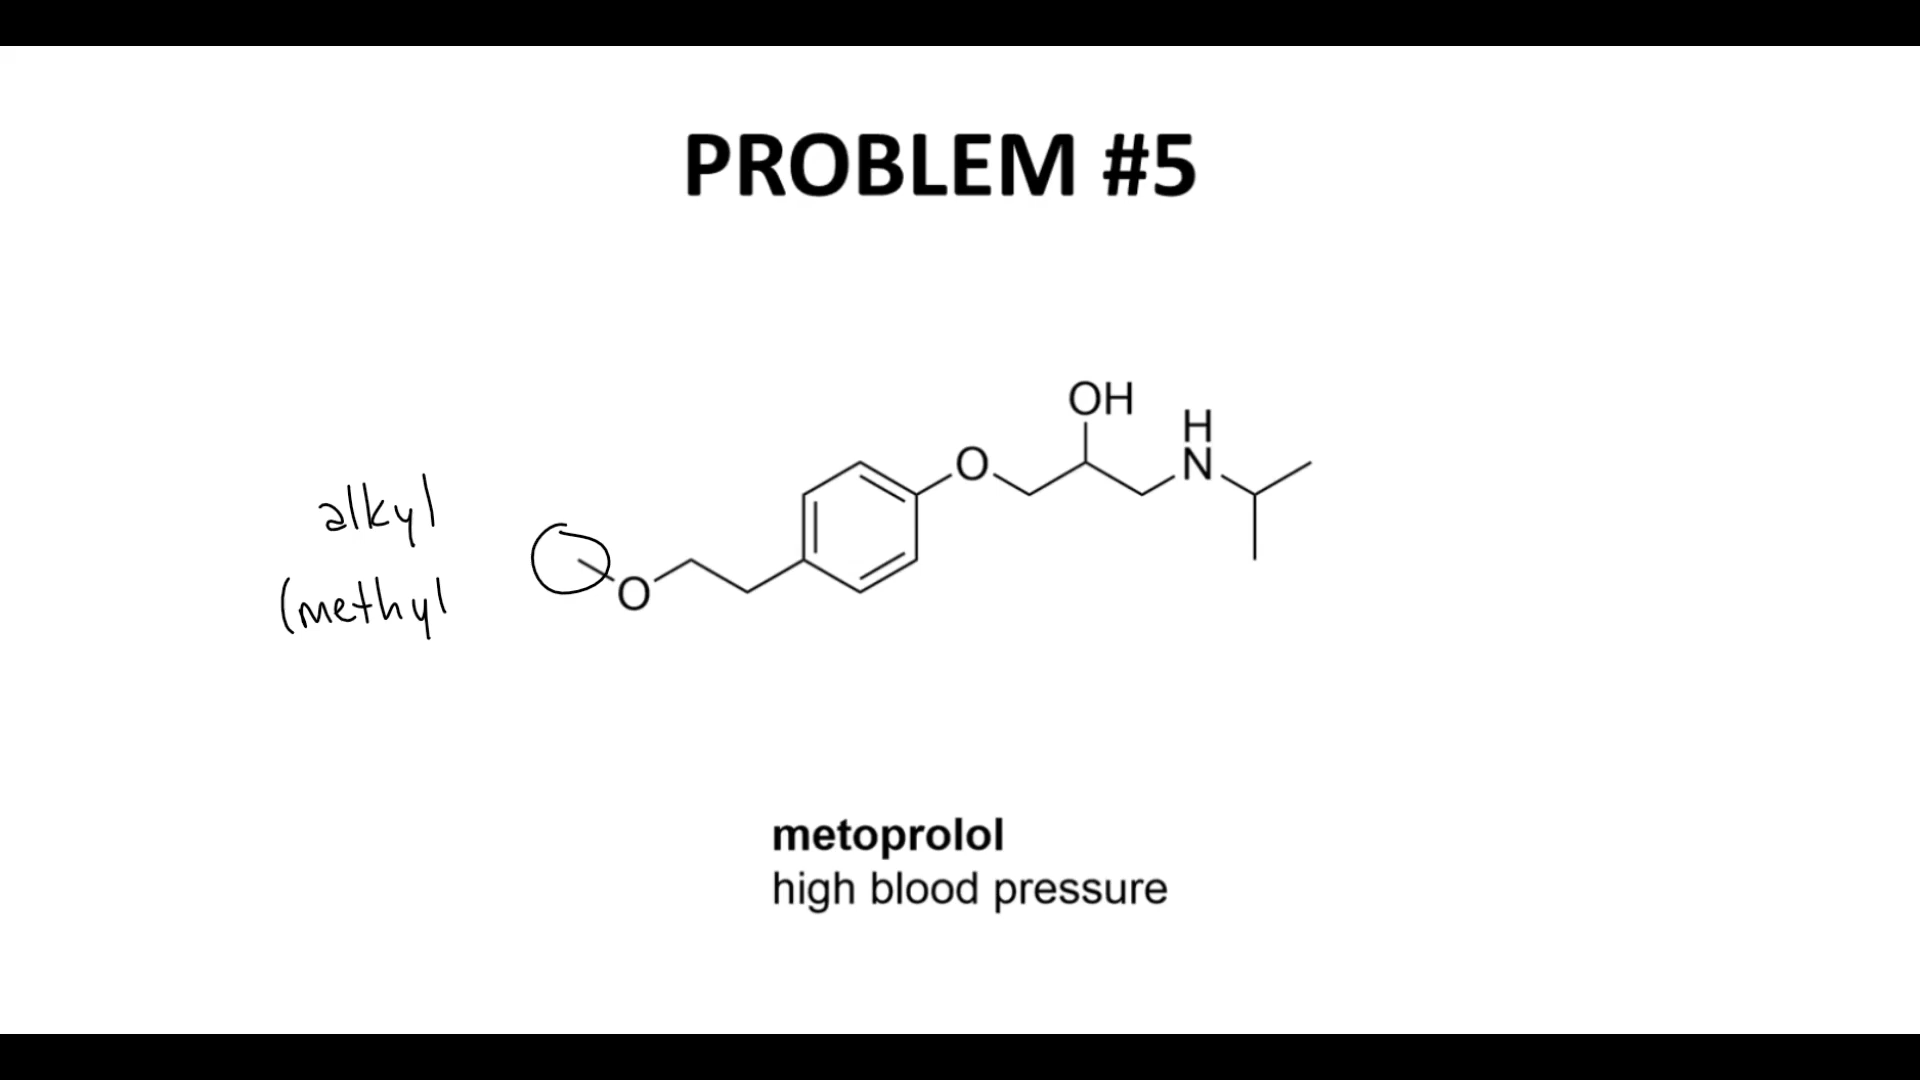 PROBLEM #5
OH
H
N
O
O
alkyl
(methyl
metoprolol
high blood pressure